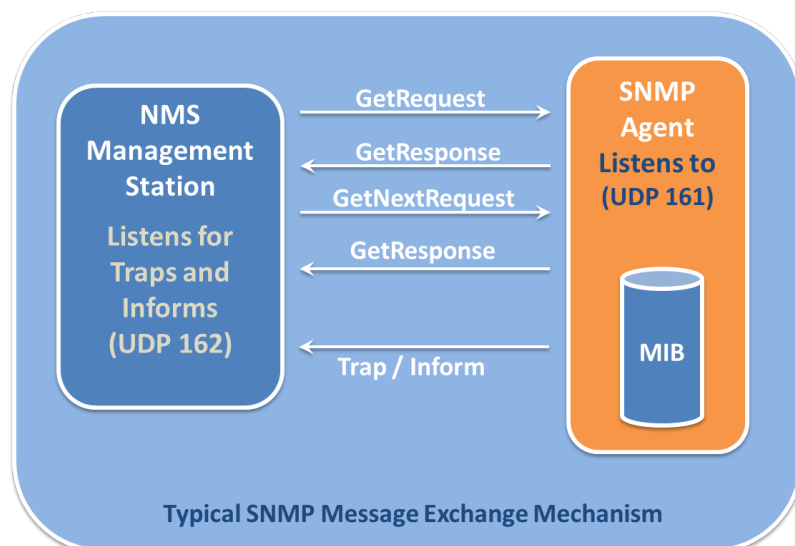 NMS
Management
Station
Listens for
Traps and
Informs
(UDP 162)
GetRequest
GetResponse
GetNextRequest
GetResponse
Trap / Inform
SNMP
Agent
Listens to
(UDP 161)
MIB
Typical SNMP Message Exchange Mechanism